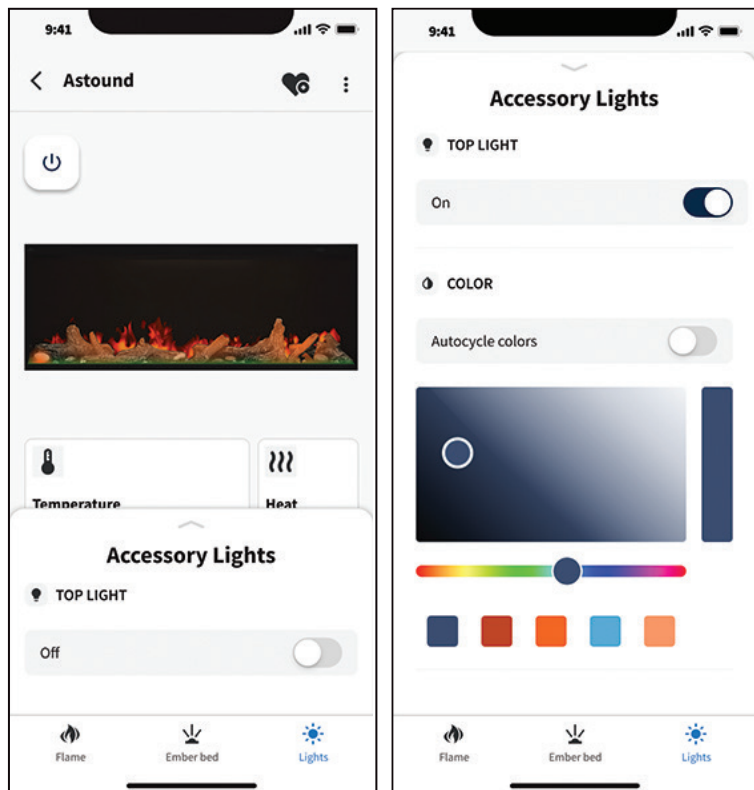 9:41
Astound
Temperature
Heat
Accessory Lights
TOP LIGHT
Off
Flame
Ember bed
Lights
9:41
Accessory Lights
TOP LIGHT
On
COLOR
Autocycle colors
Flame
Ember bed
Lights